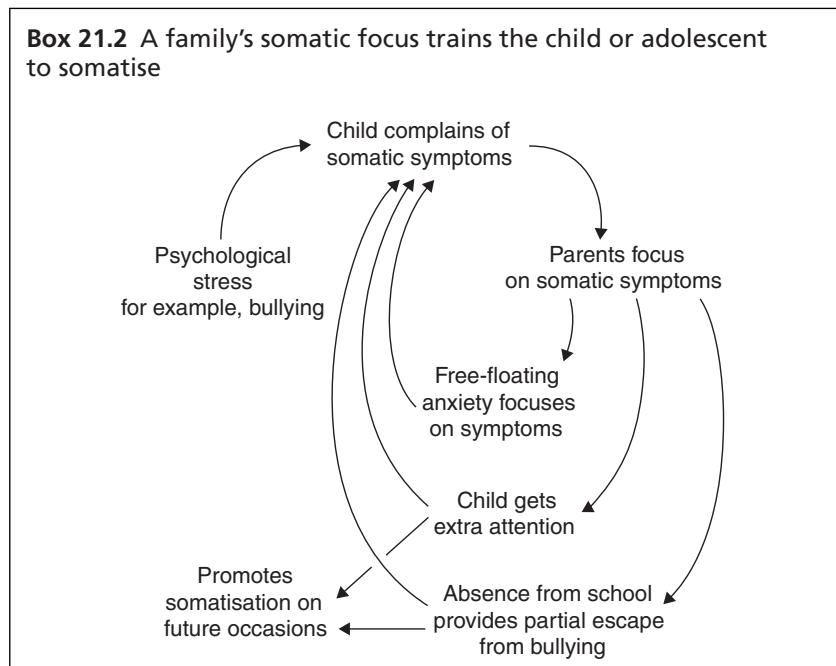 Box 21.2 A family's somatic focus trains the child or adolescent
to somatise
Child complains of
somatic symptoms
Psychological
stress
for example, bullying
Parents focus
on somatic symptoms
Free-floating
anxiety focuses
on symptoms
Child gets
extra attention
Promotes
somatisation on
future occasions
Absence from school
provides partial escape
from bullying